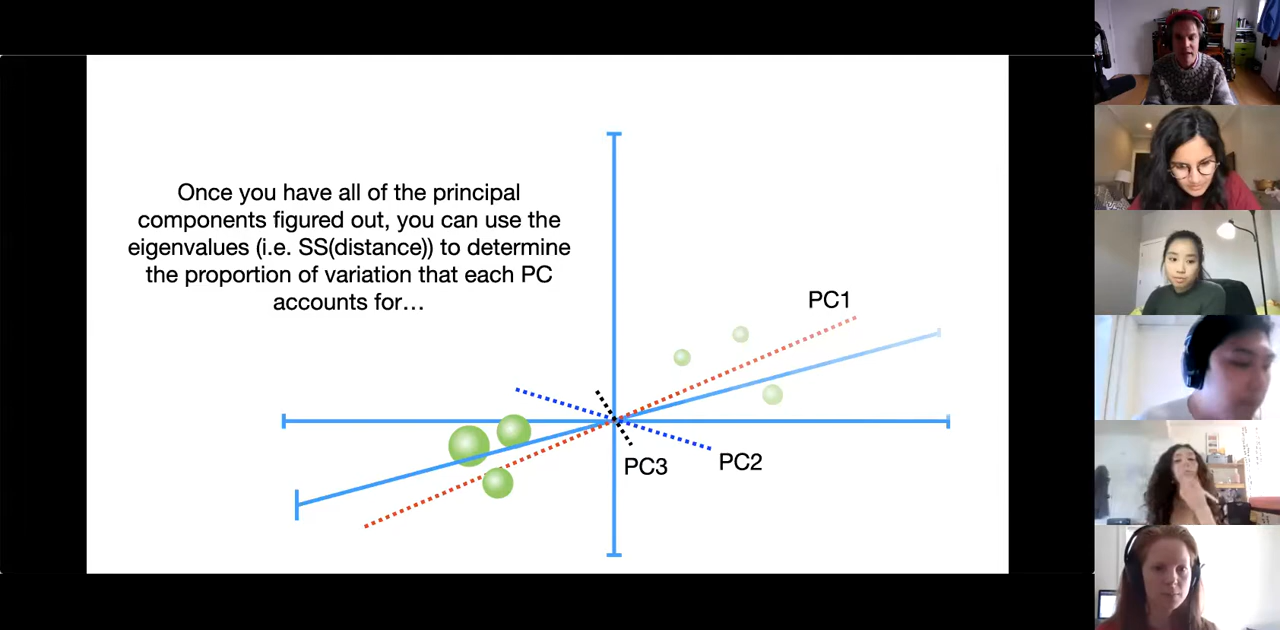 Once you have all of the principal
components figured out, you can use the
eigenvalues (i.e. SS(distance)) to determine
the proportion of variation that each PC
accounts for…
PC1
PC3
PC2